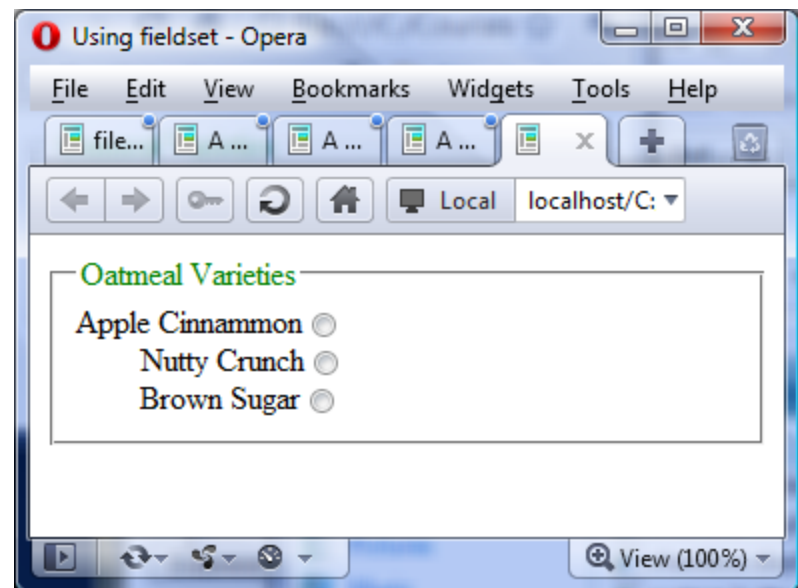 Using fieldset - Opera
File Edit View Bookmarks Widgets Tools Help
file... A ... A ... A ...
Local localhost/C:
Oatmeal Varieties
Apple Cinnammon
Nutty Crunch
Brown Sugar
View (100%)